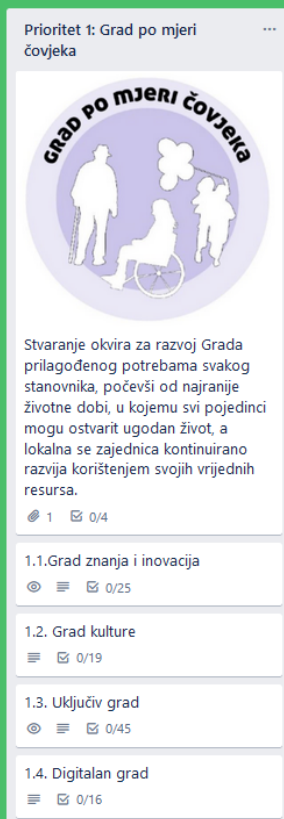 Prioritet 1: Grad po mjeri
čovjeka
GRAD PO MJERI ČOVJEKA
Stvaranje okvira za razvoj Grada
prilagođenog potrebama svakog
stanovnika, počevši od najranije
životne dobi, u kojemu svi pojedinci
mogu ostvarit ugodan život, a
lokalna se zajednica kontinuirano
razvija korištenjem svojih vrijednih
resursa.
1 0/4
1.1.Grad znanja i inovacija
0/25
1.2. Grad kulture
0/19
1.3. Uključiv grad
0/45
1.4. Digitalan grad
0/16